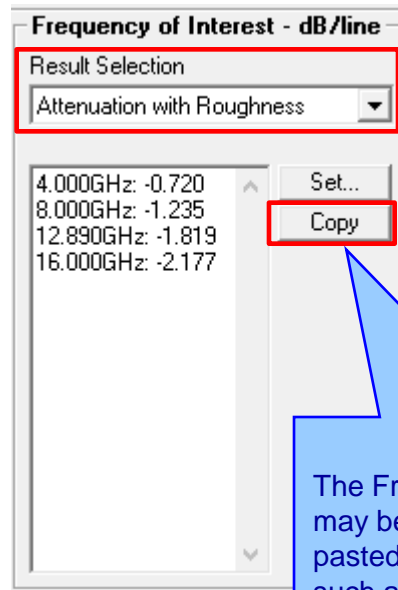 Frequency of Interest - dB/line
Result Selection
Attenuation with Roughness
4.000GHz: -0.720
8.000GHz: -1.235
12.890GHz: -1.819
16.000GHz: -2.177
Set...
Copy
The
may be
pasted
such